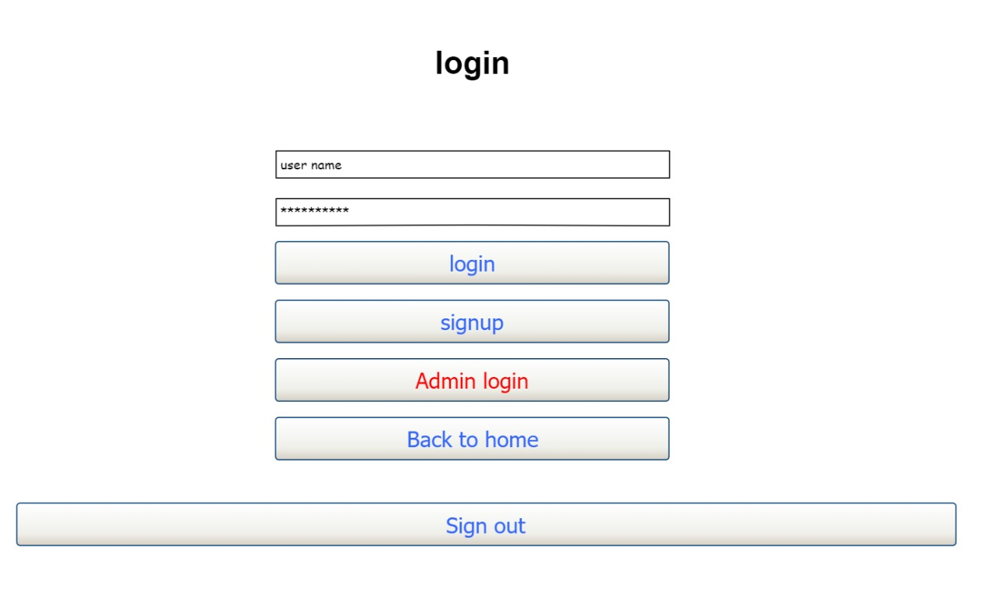 login
user name
**********
login
signup
Admin login
Back to home
Sign out